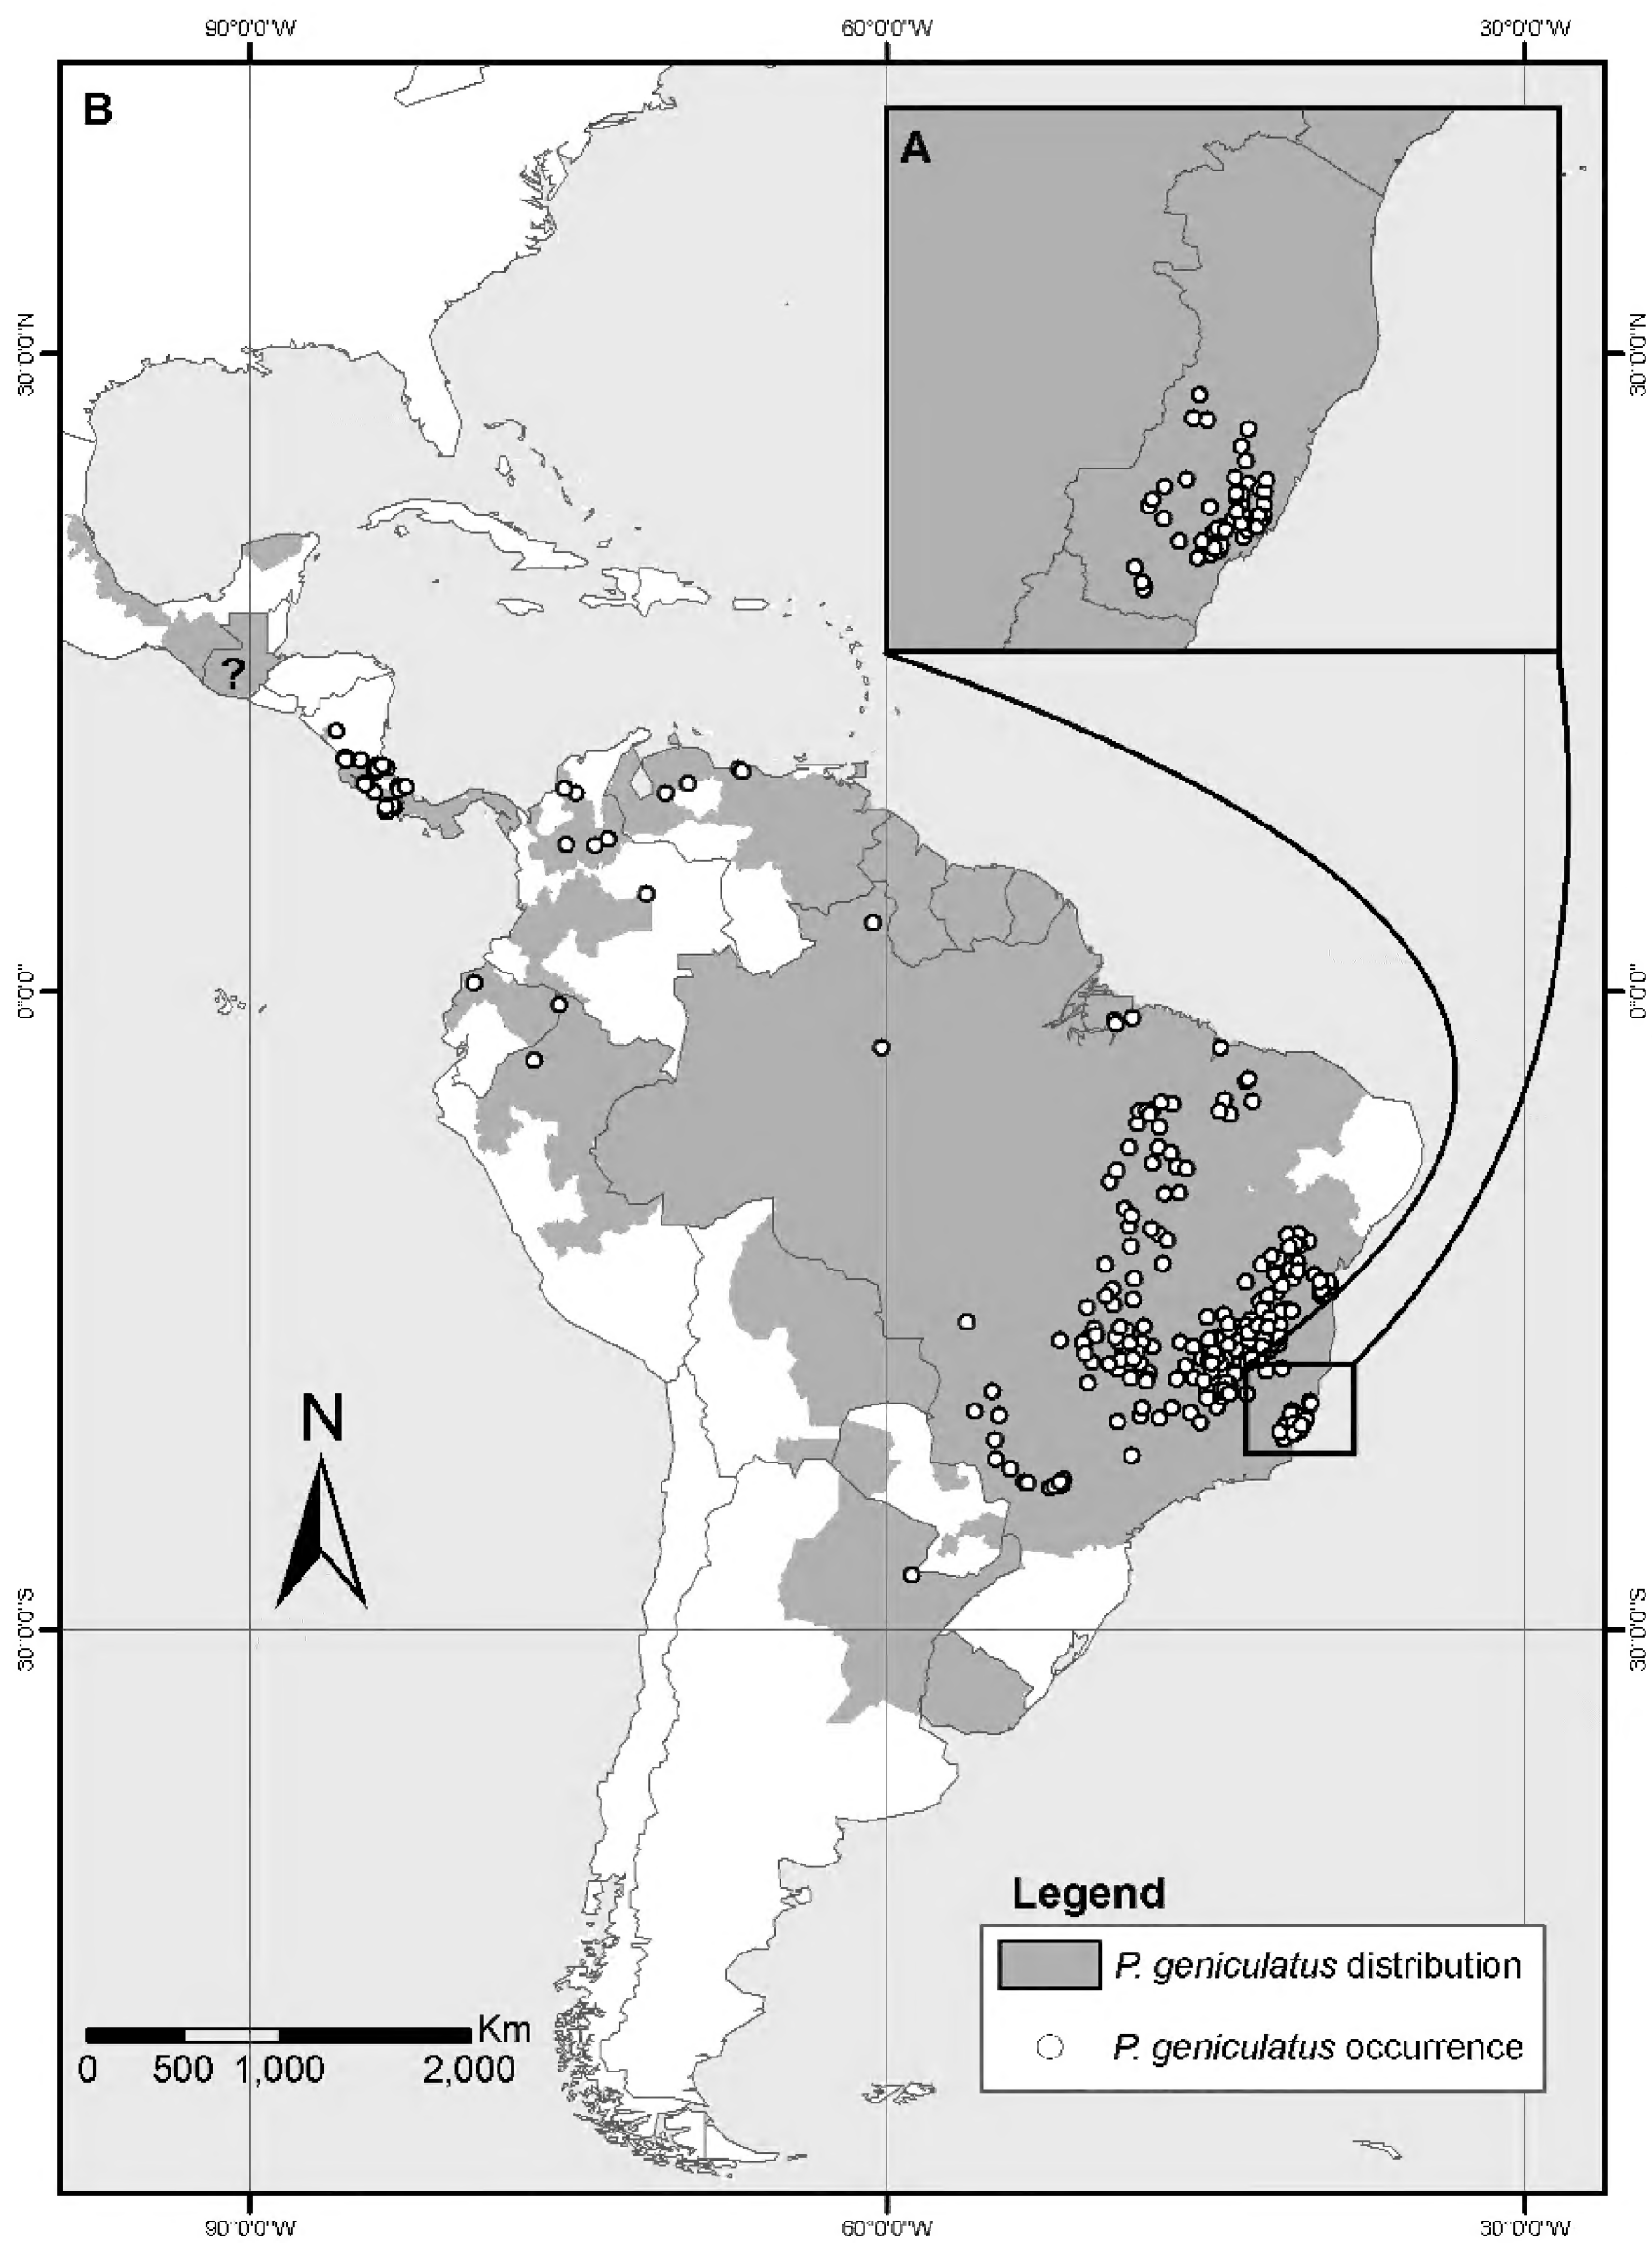 90°0'0"W 60°0'0"W 30°0'0"W
B
A
30°0'0"N 30°0'0"N
?
0°0'0" 0°0'0"
N
30°0'0"S 30°0'0"S
Legend
P. geniculatus distribution
P. geniculatus occurrence
Km
0 500 1,000 2,000
90°0'0"W 60°0'0"W 30°0'0"W